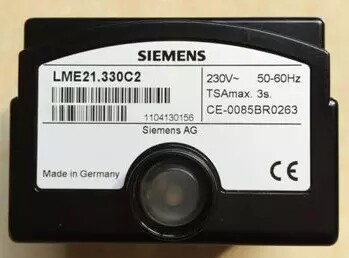 SIEMENS
LME21.330C2
230V~ 50-60Hz
TSAmax. 3s.
CE-0085BR0263
1104130156
Siemens AG
Made in Germany
CE